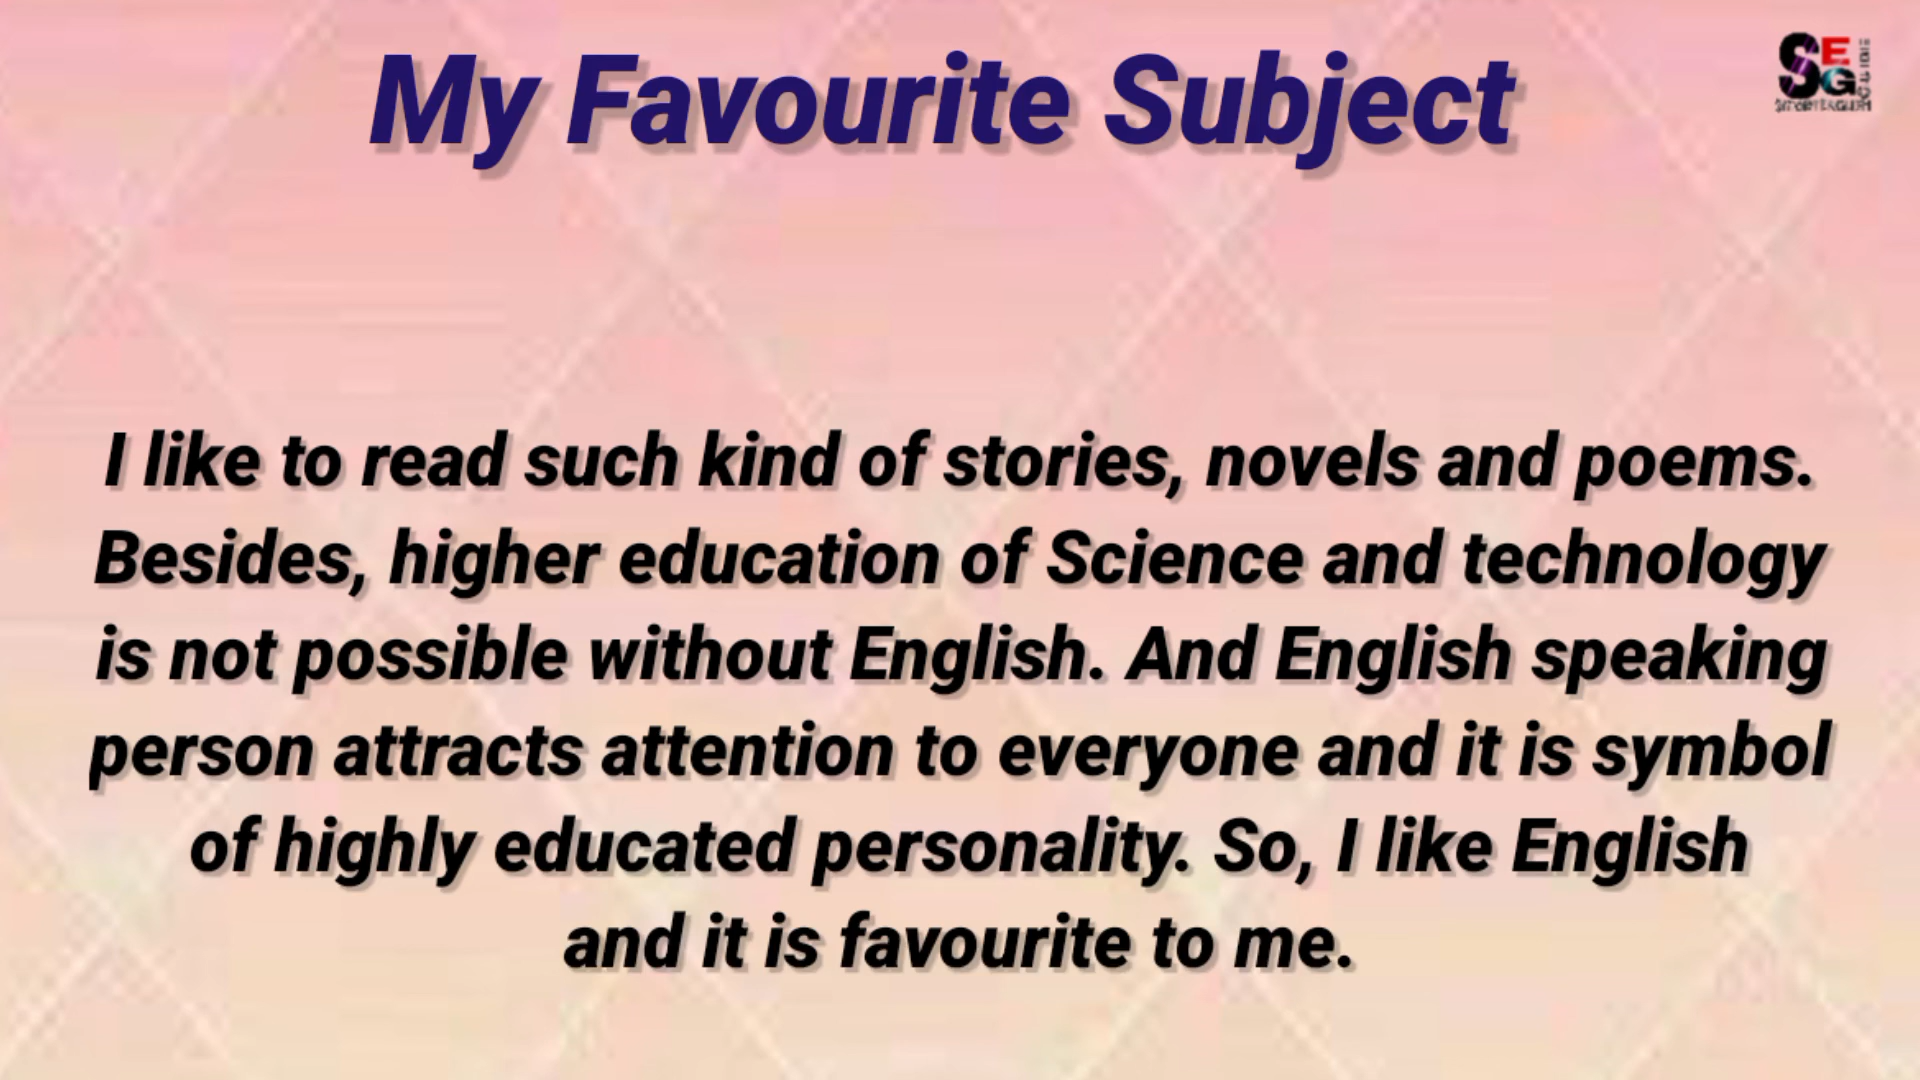 My Favourite Subject
SEG
I like to read such kind of stories, novels and poems.
Besides, higher education of Science and technology
is not possible without English. And English speaking
person attracts attention to everyone and it is symbol
of highly educated personality. So, I like English
and it is favourite to me.